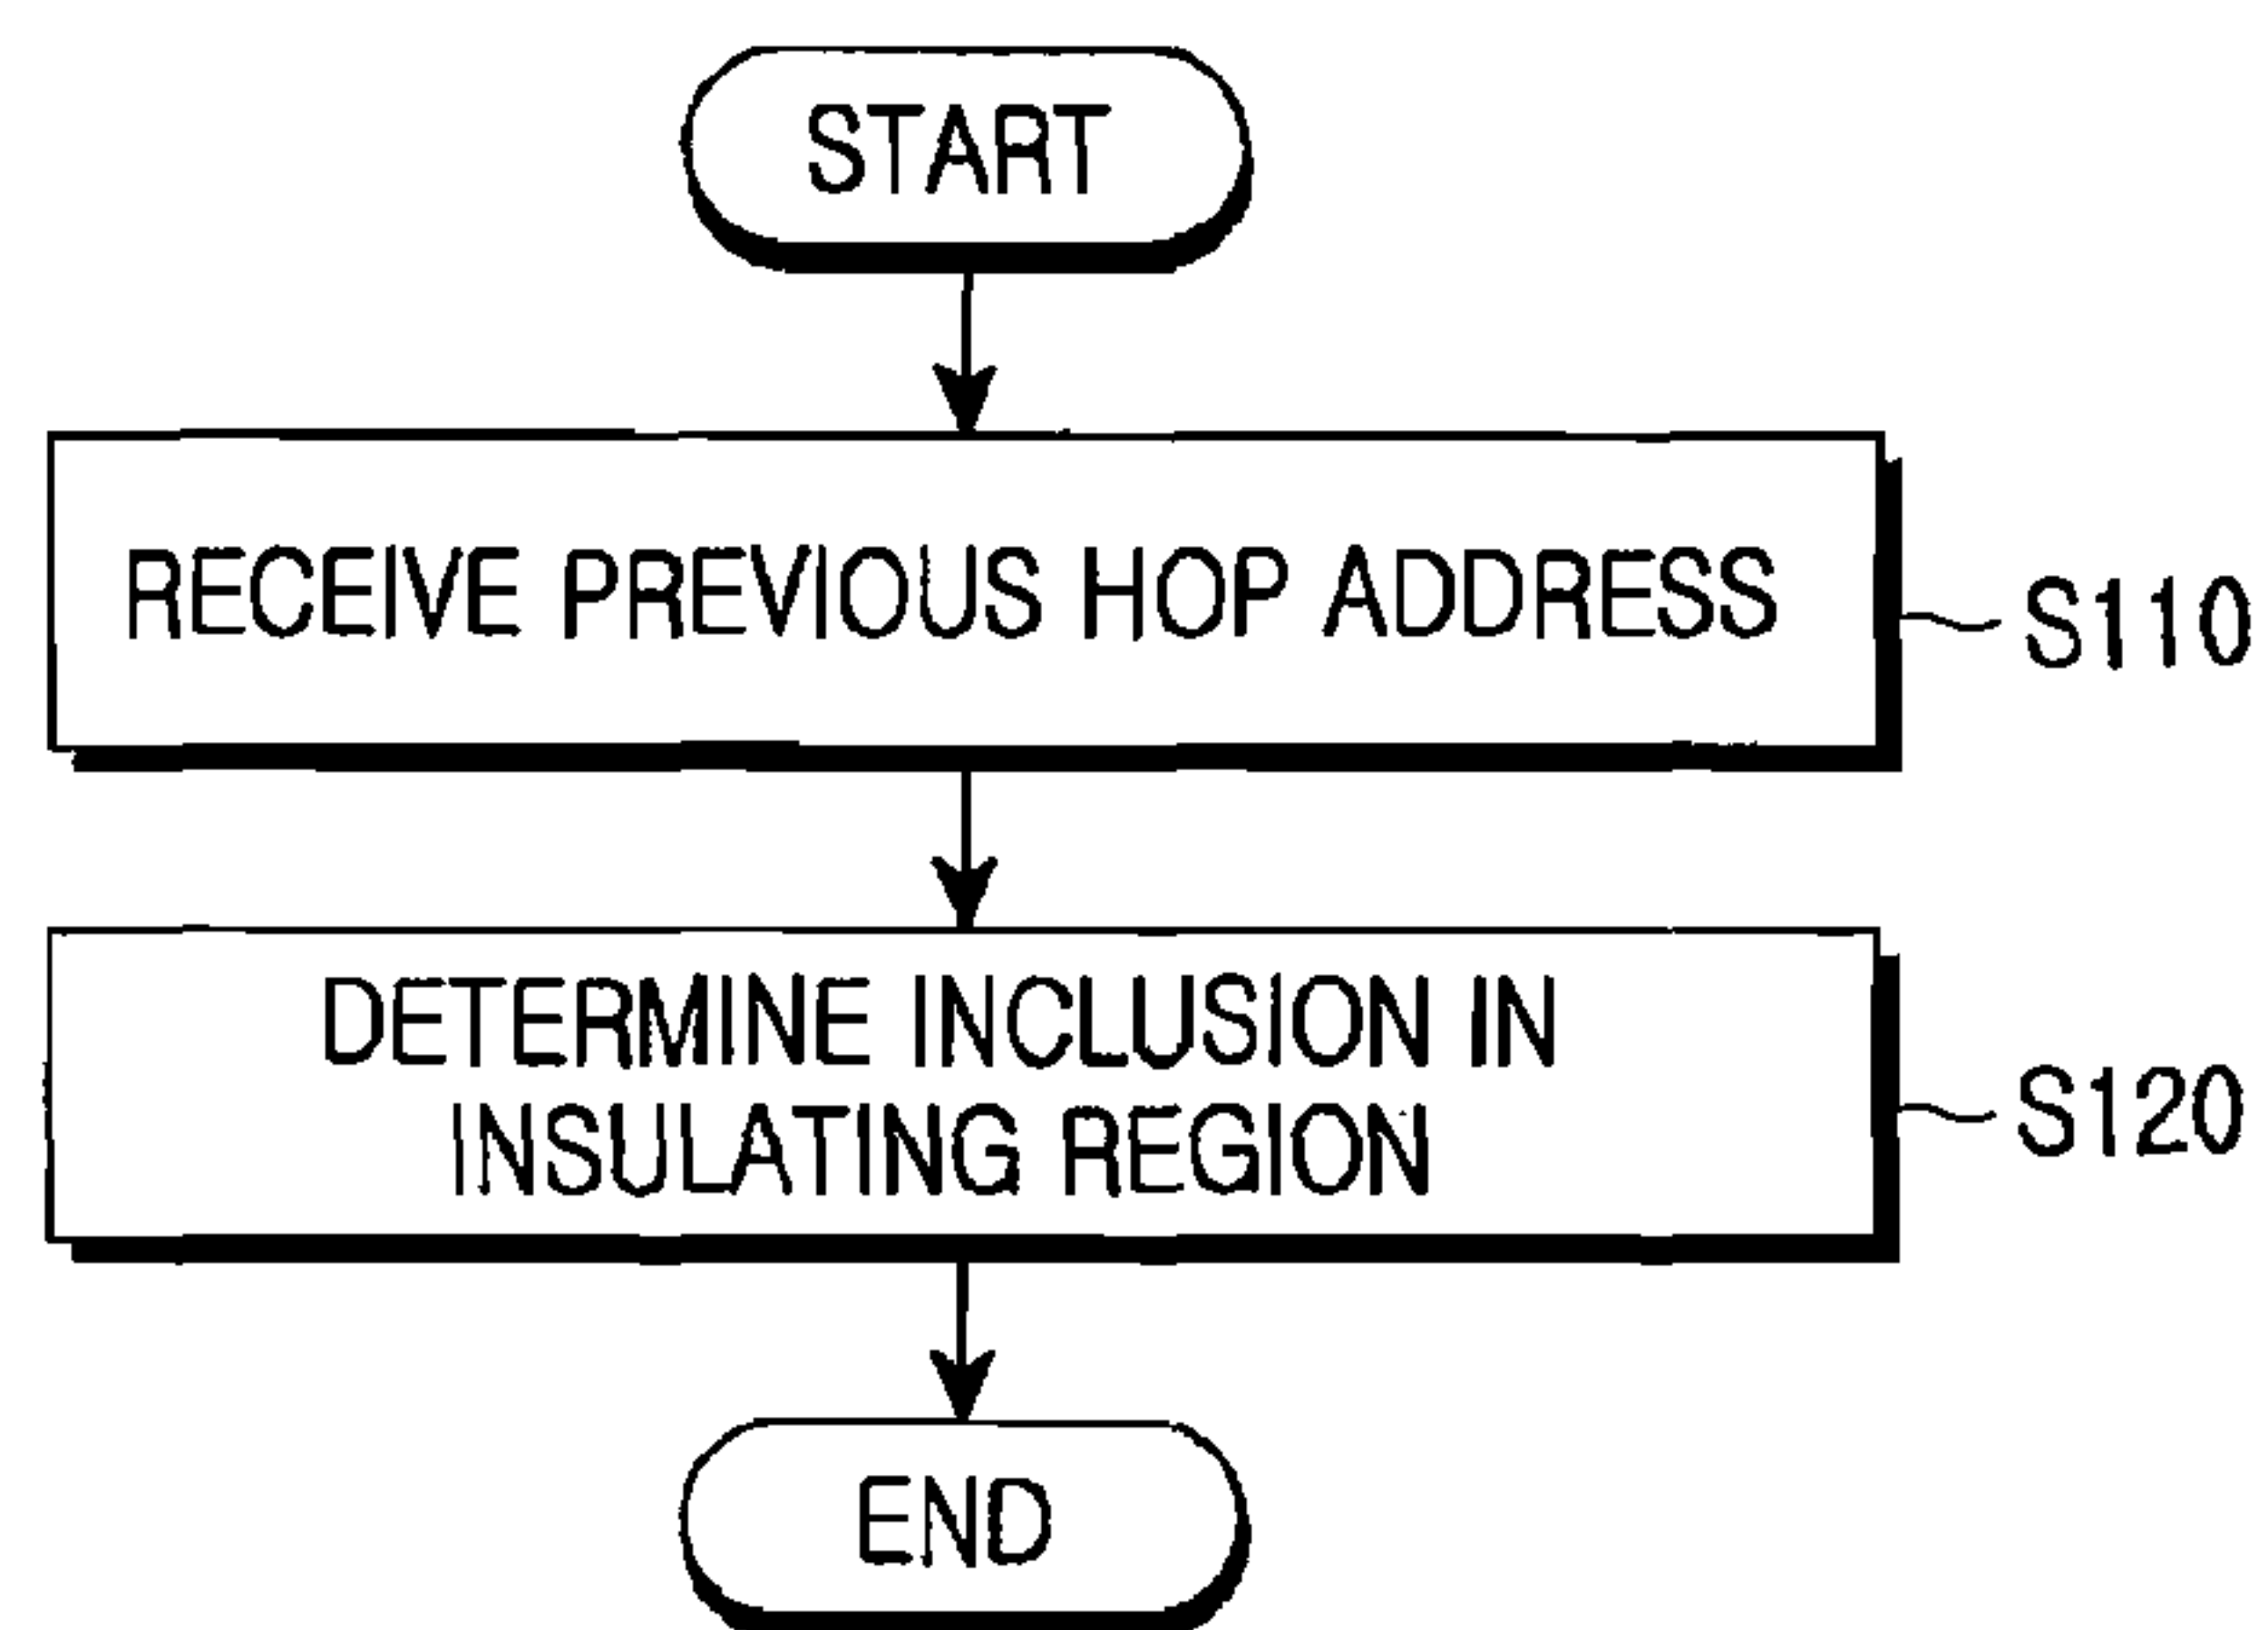 START
RECEIVE PREVIOUS HOP ADDRESS
S110
DETERMINE INCLUSION IN
INSULATING REGION
S120
END